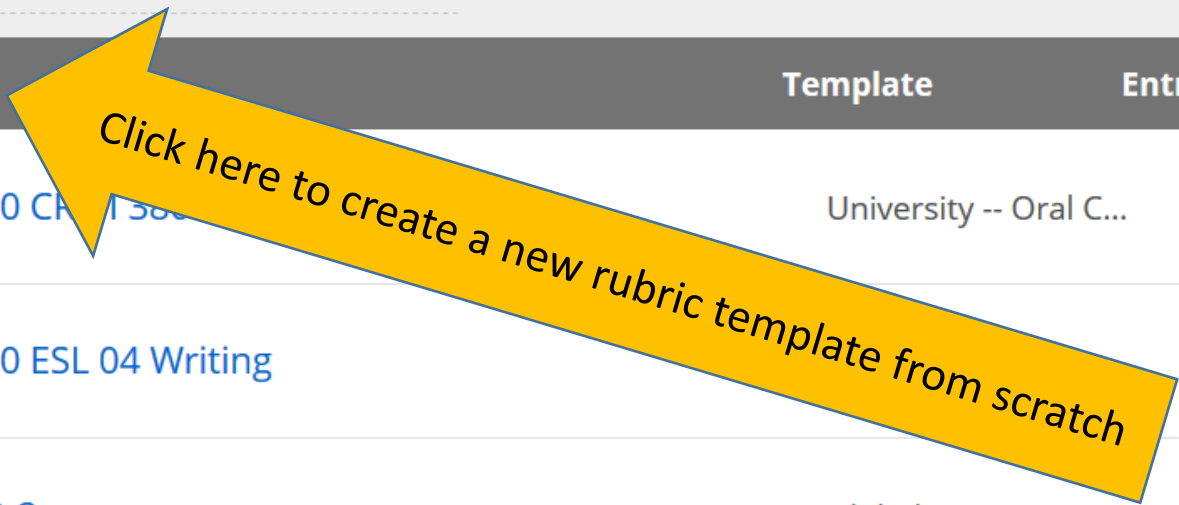 Template
Click here to create a new rubric template from scratch
University -- Oral C...
0 ESL 04 Writing